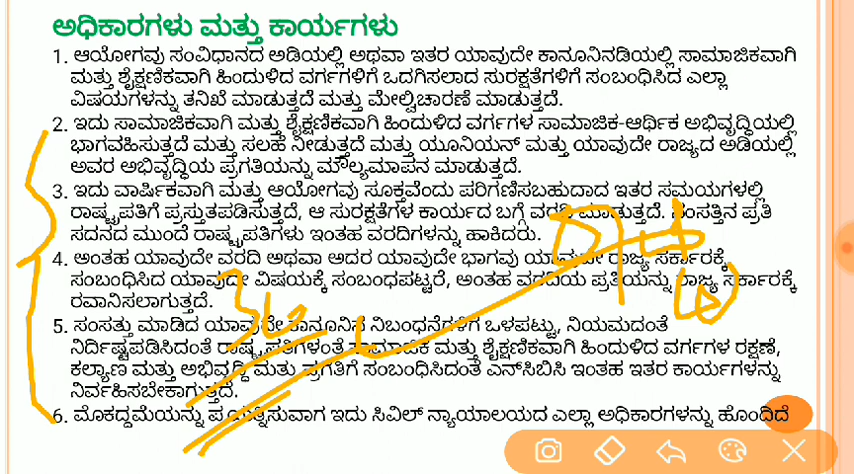 ಅಧಿಕಾರಗಳು ಮತ್ತು ಕಾರ್ಯಗಳು
1. ಆಯೋಗವು ಸಂವಿಧಾನದ ಅಡಿಯಲ್ಲಿ ಅಥವಾ ಇತರ ಯಾವುದೇ ಕಾನೂನಿನಡಿಯಲ್ಲಿ ಸಾಮಾಜಿಕವಾಗಿ
ಮತ್ತು ಶೈಕ್ಷಣಿಕವಾಗಿ ಹಿಂದುಳಿದ ವರ್ಗಗಳಿಗೆ ಒದಗಿಸಲಾದ ಸುರಕ್ಷತೆಗಳಿಗೆ ಸಂಬಂಧಿಸಿದ ಎಲ್ಲಾ
ವಿಷಯಗಳನ್ನು ತನಿಖೆ ಮಾಡುತ್ತದೆ ಮತ್ತು ಮೇಲ್ವಿಚಾರಣೆ ಮಾಡುತ್ತದೆ.
2. ಇದು ಸಾಮಾಜಿಕವಾಗಿ ಮತ್ತು ಶೈಕ್ಷಣಿಕವಾಗಿ ಹಿಂದುಳಿದ ವರ್ಗಗಳ ಸಾಮಾಜಿಕ-ಆರ್ಥಿಕ ಅಭಿವೃದ್ಧಿಯಲ್ಲಿ
ಭಾಗವಹಿಸುತ್ತದೆ ಮತ್ತು ಸಲಹೆ ನೀಡುತ್ತದೆ ಮತ್ತು ಯೂನಿಯನ್ ಮತ್ತು ಯಾವುದೇ ರಾಜ್ಯದ ಅಡಿಯಲ್ಲಿ
ಅವರ ಅಭಿವೃದ್ಧಿಯ ಪ್ರಗತಿಯನ್ನು ಮೌಲ್ಯಮಾಪನ ಮಾಡುತ್ತದೆ.
3. ಇದು ವಾರ್ಷಿಕವಾಗಿ ಮತ್ತು ಆಯೋಗವು ಸೂಕ್ತವೆಂದು ಪರಿಗಣಿಸಬಹುದಾದ ಇತರ ಸಮಯಗಳಲ್ಲಿ
ರಾಷ್ಟ್ರಪತಿಗೆ ಪ್ರಸ್ತುತಪಡಿಸುತ್ತದೆ, ಆ ಸುರಕ್ಷತೆಗಳ ಕಾರ್ಯದ ಬಗ್ಗೆ ವರದಿ ಮಾಡುತ್ತದೆ. ಸಂಸತ್ತಿನ ಪ್ರತಿ
ಸದನದ ಮುಂದೆ ರಾಷ್ಟ್ರಪತಿಗಳು ಇಂತಹ ವರದಿಗಳನ್ನು ಹಾಕಿದರು.
4. ಅಂತಹ ಯಾವುದೇ ವರದಿ ಅಥವಾ ಅದರ ಯಾವುದೇ ಭಾಗವು ಯಾವುದೇ ರಾಜ್ಯ ಸರ್ಕಾರಕ್ಕೆ
ಸಂಬಂಧಿಸಿದ ಯಾವುದೇ ವಿಷಯಕ್ಕೆ ಸಂಬಂಧಪಟ್ಟರೆ, ಅಂತಹ ವರದಿಯ ಪ್ರತಿಯನ್ನು ರಾಜ್ಯ ಸರ್ಕಾರಕ್ಕೆ
ರವಾನಿಸಲಾಗುತ್ತದೆ.
5. ಸಂಸತ್ತು ಮಾಡಿದ ಯಾವುದೇ ಕಾನೂನಿನ ನಿಬಂಧನೆಗಳಿಗೆ ಒಳಪಟ್ಟು, ನಿಯಮದಂತೆ
ನಿರ್ದಿಷ್ಟಪಡಿಸಿದಂತೆ ರಾಷ್ಟ್ರಪತಿಗಳಂತೆ ಸಾಮಾಜಿಕ ಮತ್ತು ಶೈಕ್ಷಣಿಕವಾಗಿ ಹಿಂದುಳಿದ ವರ್ಗಗಳ ರಕ್ಷಣೆ,
ಕಲ್ಯಾಣ ಮತ್ತು ಅಭಿವೃದ್ಧಿ ಮತ್ತು ಪ್ರಗತಿಗೆ ಸಂಬಂಧಿಸಿದಂತೆ ಎನ್‌ಸಿಬಿಸಿ ಇಂತಹ ಇತರ ಕಾರ್ಯಗಳನ್ನು
ನಿರ್ವಹಿಸಬೇಕಾಗುತ್ತದೆ.
6. ಮೊಕದ್ದಮೆಯನ್ನು ಪ್ರಯತ್ನಿಸುವಾಗ ಇದು ಸಿವಿಲ್ ನ್ಯಾಯಾಲಯದ ಎಲ್ಲಾ ಅಧಿಕಾರಗಳನ್ನು ಹೊಂದಿದೆ